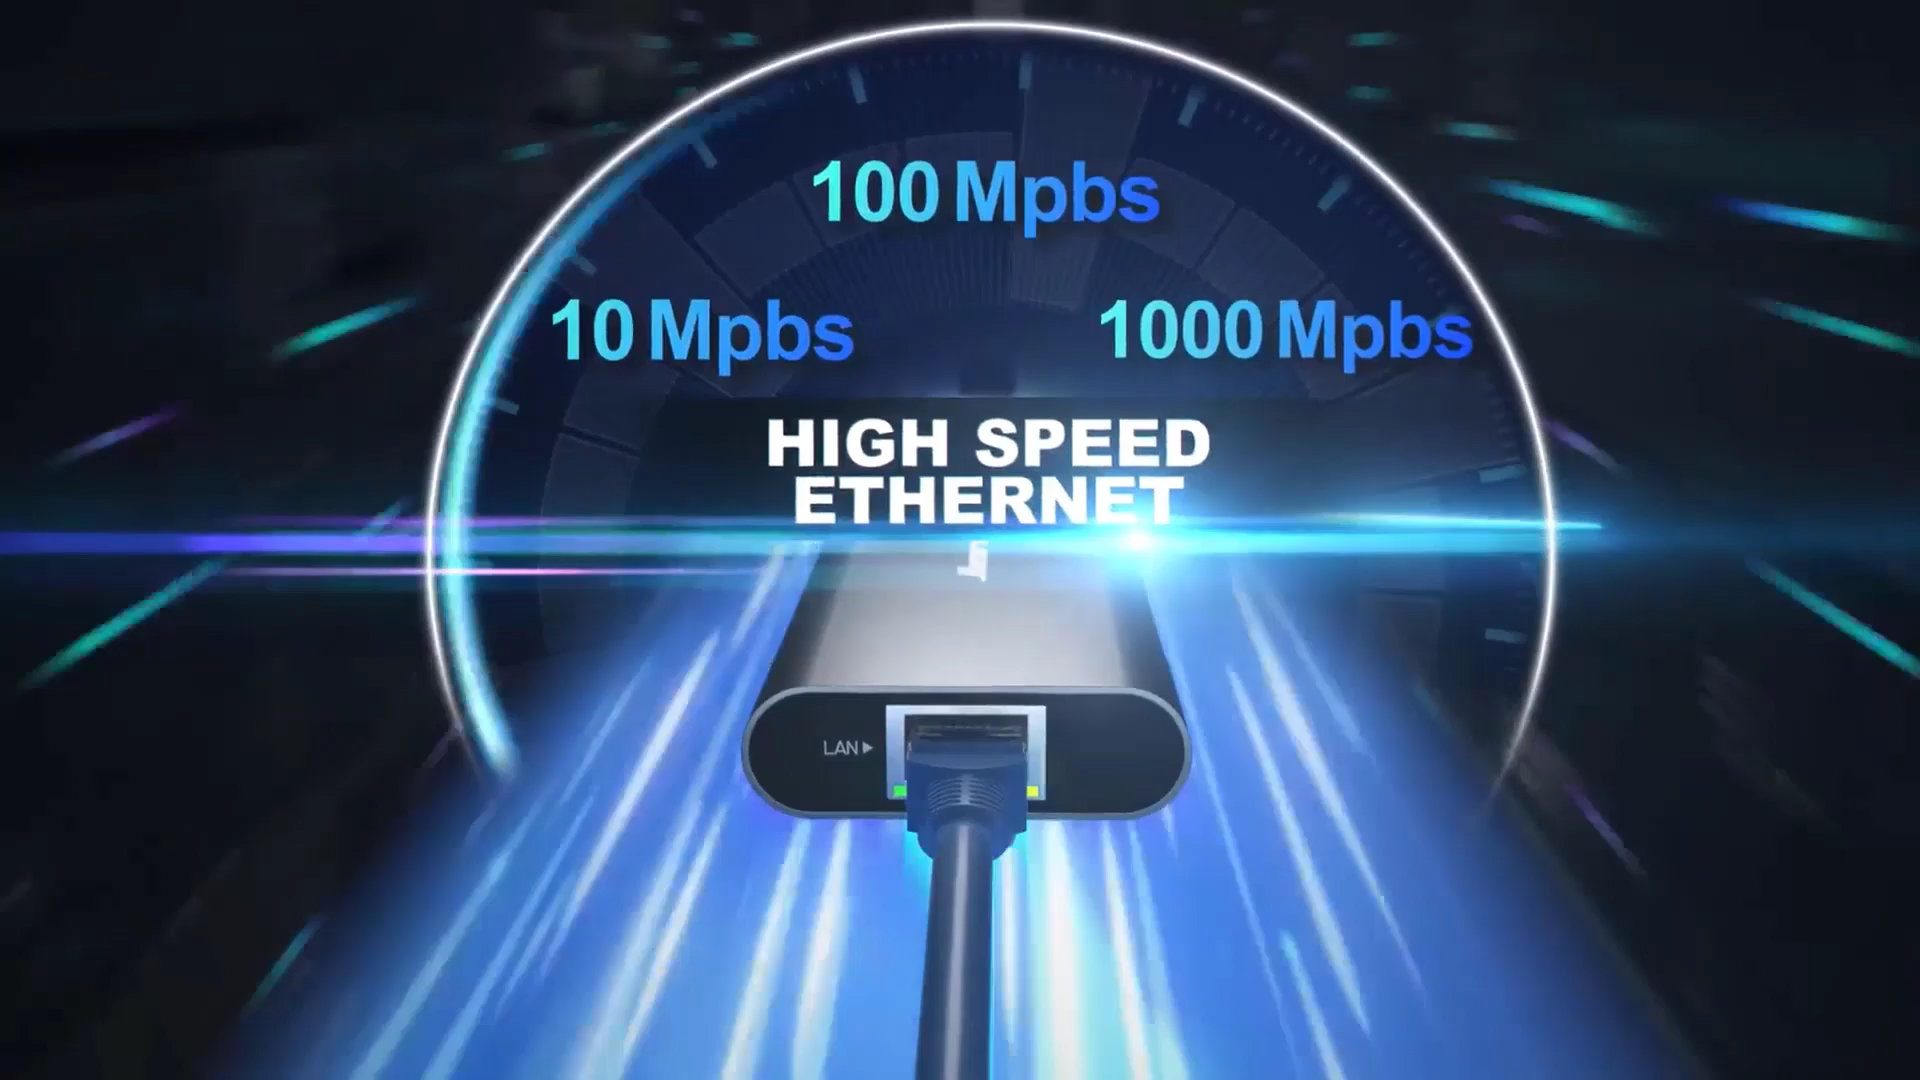 100 Mpbs
10 Mpbs
1000 Mpbs
HIGH SPEED
ETHERNET
LAN